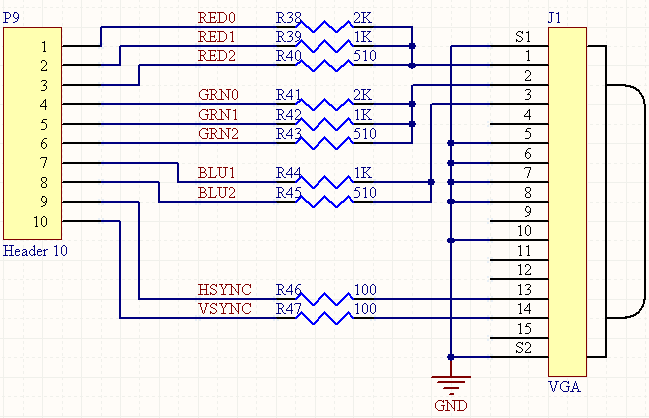 P9 J1
RED0 R38 2K
RED1 R39 1K S1
1 RED2 R40 510 1
2 2
3 GRN0 R41 2K 3
4 GRN1 R42 1K 4
5 GRN2 R43 510 5
6 6
7 BLU1 R44 1K 7
8 BLU2 R45 510 8
9 9
10 10
Header 10 11
12
HSYNC R46 100 13
VSYNC R47 100 14
15
S2
VGA
GND